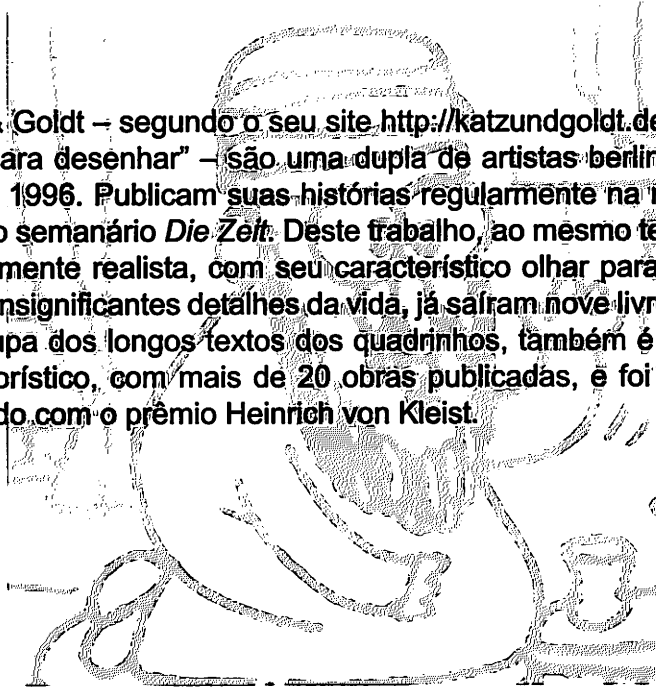 Goldt – segundo o seu site http://katzundgoldt.de
ara desenhar” – são uma dupla de artistas berlin
1996. Publicam suas histórias regularmente na
o semanário Die Zeit. Deste trabalho, ao mesmo te
mente realista, com seu característico olhar para
nsignificantes detalhes da vida, já saíram nove livr
upa dos longos textos dos quadrinhos, também é
orístico, com mais de 20 obras publicadas, e foi
do com o prêmio Heinrich von Kleist.